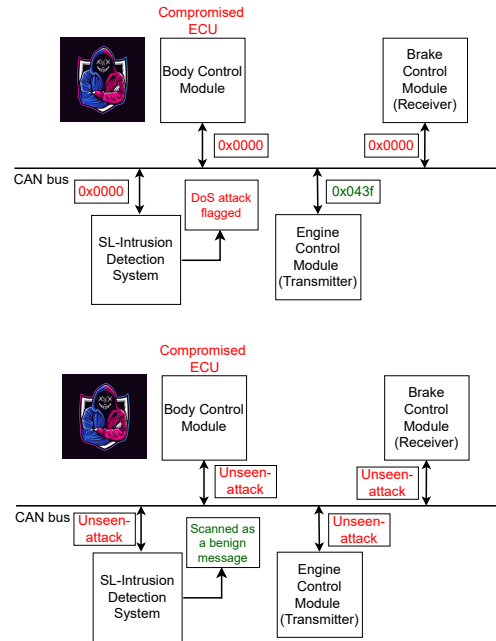 Compromised
ECU
Body Control
Module
Brake
Control
Module
(Receiver)
0x0000
0x0000
CAN bus
0x0000
0x043f
DoS attack
flagged
SL-Intrusion
Detection
System
Engine
Control
Module
(Transmitter)
Compromised
ECU
Body Control
Module
Brake
Control
Module
(Receiver)
Unseen-
attack
Unseen-
attack
CAN bus
Unseen-
attack
Unseen-
attack
Scanned as
a benign
message
SL-Intrusion
Detection
System
Engine
Control
Module
(Transmitter)